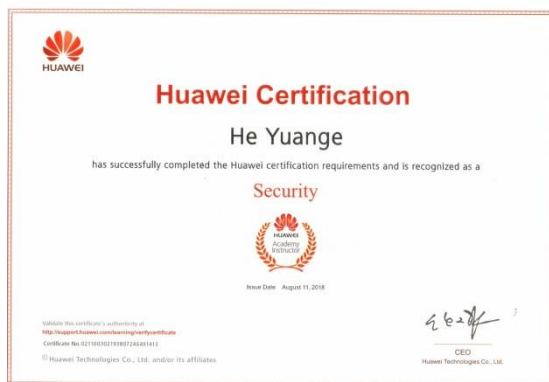 HUAWEI
Huawei Certification
He Yuange
has successfully completed the Huawei certification requirements and is recognized as a
Security
HUAWEI
Academy
Instructor
Issue Date August 11, 2018
Validate this certificate's authenticity at
http://support.huawei.com/learning/verifycertificate
Certificate No.
© Huawei Technologies Co., Ltd. and/or its affiliates
CEO
Huawei Technologies Co., Ltd.